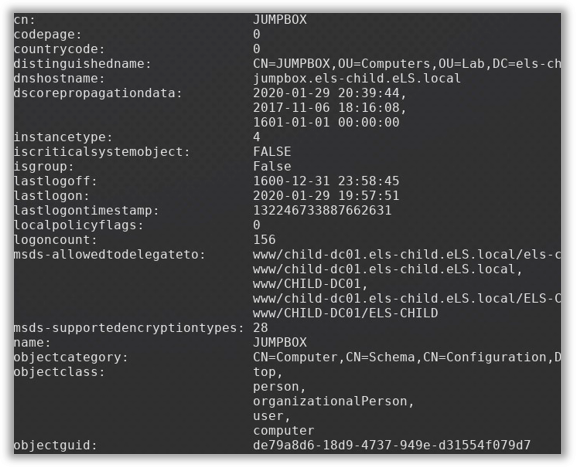 cn: JUMPBOX
codepage: 0
countrycode: 0
distinguishedname: CN=JUMPBOX,OU=Computers,OU=Lab,DC=els-ch
dnshostname: jumpbox.els-child.eLS.local
dscorepropagationdata: 2020-01-29 20:39:44,
2017-11-06 18:16:08,
1601-01-01 00:00:00
instancetype: 4
iscriticalsystemobject: FALSE
isgroup: False
lastlogoff: 1600-12-31 23:58:45
lastlogon: 2020-01-29 19:57:51
lastlogontimestamp: 132246733887662631
localpolicyflags: 0
logoncount: 156
msds-allowedtodelegateto: www/child-dc01.els-child.eLS.local/els-c
www/child-dc01.els-child.eLS.local,
www/CHILD-DC01,
www/child-dc01.els-child.eLS.local/ELS-C
www/CHILD-DC01/ELS-CHILD
msds-supportedencryptiontypes: 28
name: JUMPBOX
objectcategory: CN=Computer,CN=Schema,CN=Configuration,D
objectclass: top,
person,
organizationalPerson,
user,
computer
objectguid: de79a8d6-18d9-4737-949e-d31554f079d7